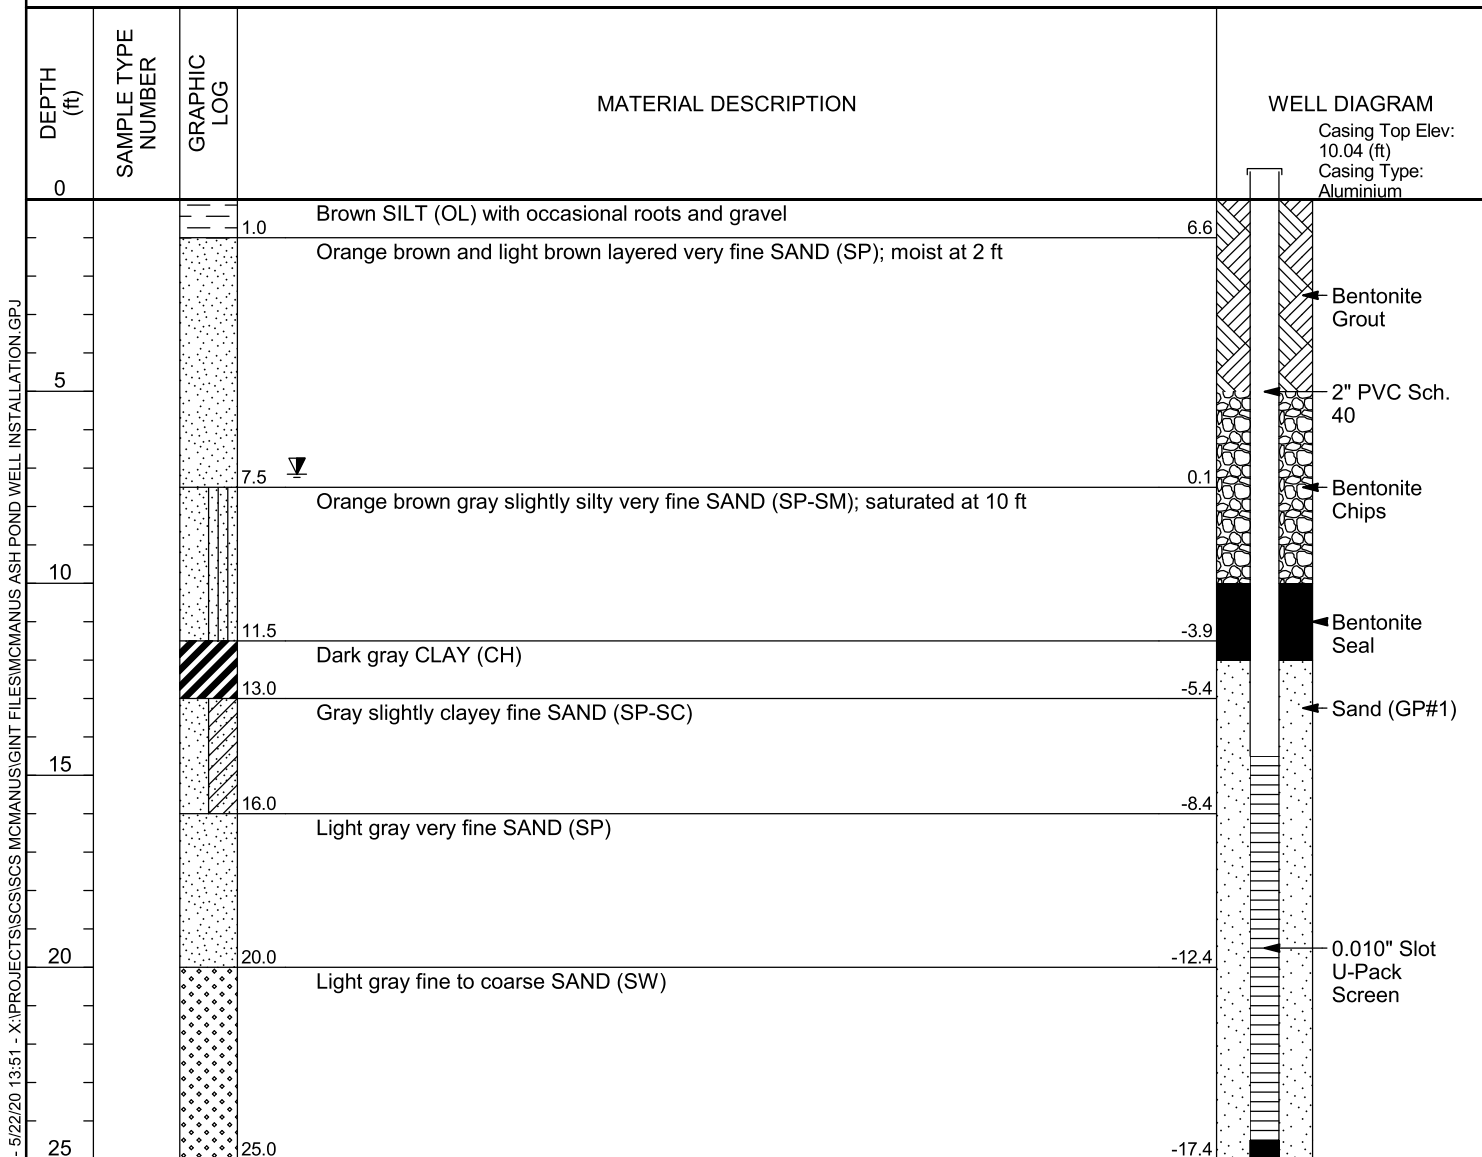 DEPTH
(ft)
SAMPLE TYPE
NUMBER
GRAPHIC
LOG
MATERIAL DESCRIPTION
WELL DIAGRAM
Casing Top Elev:
10.04 (ft)
Casing Type:
Aluminium
0
Brown SILT (OL) with occasional roots and gravel
1.0
6.6
Orange brown and light brown layered very fine SAND (SP); moist at 2 ft
Bentonite
Grout
5
2" PVC Sch.
40
7.5
0.1
Orange brown gray slightly silty very fine SAND (SP-SM); saturated at 10 ft
Bentonite
Chips
10
11.5
-3.9
Bentonite
Seal
Dark gray CLAY (CH)
13.0
-5.4
Gray slightly clayey fine SAND (SP-SC)
Sand (GP#1)
15
16.0
-8.4
Light gray very fine SAND (SP)
20
20.0
-12.4
0.010" Slot
U-Pack
Screen
Light gray fine to coarse SAND (SW)
25
25.0
-17.4
- 5/22/20 13:51 - X:\PROJECTS\SCS\SCS MCMANUS\GINT FILES\MCMANUS ASH POND WELL INSTALLATION.GPJ